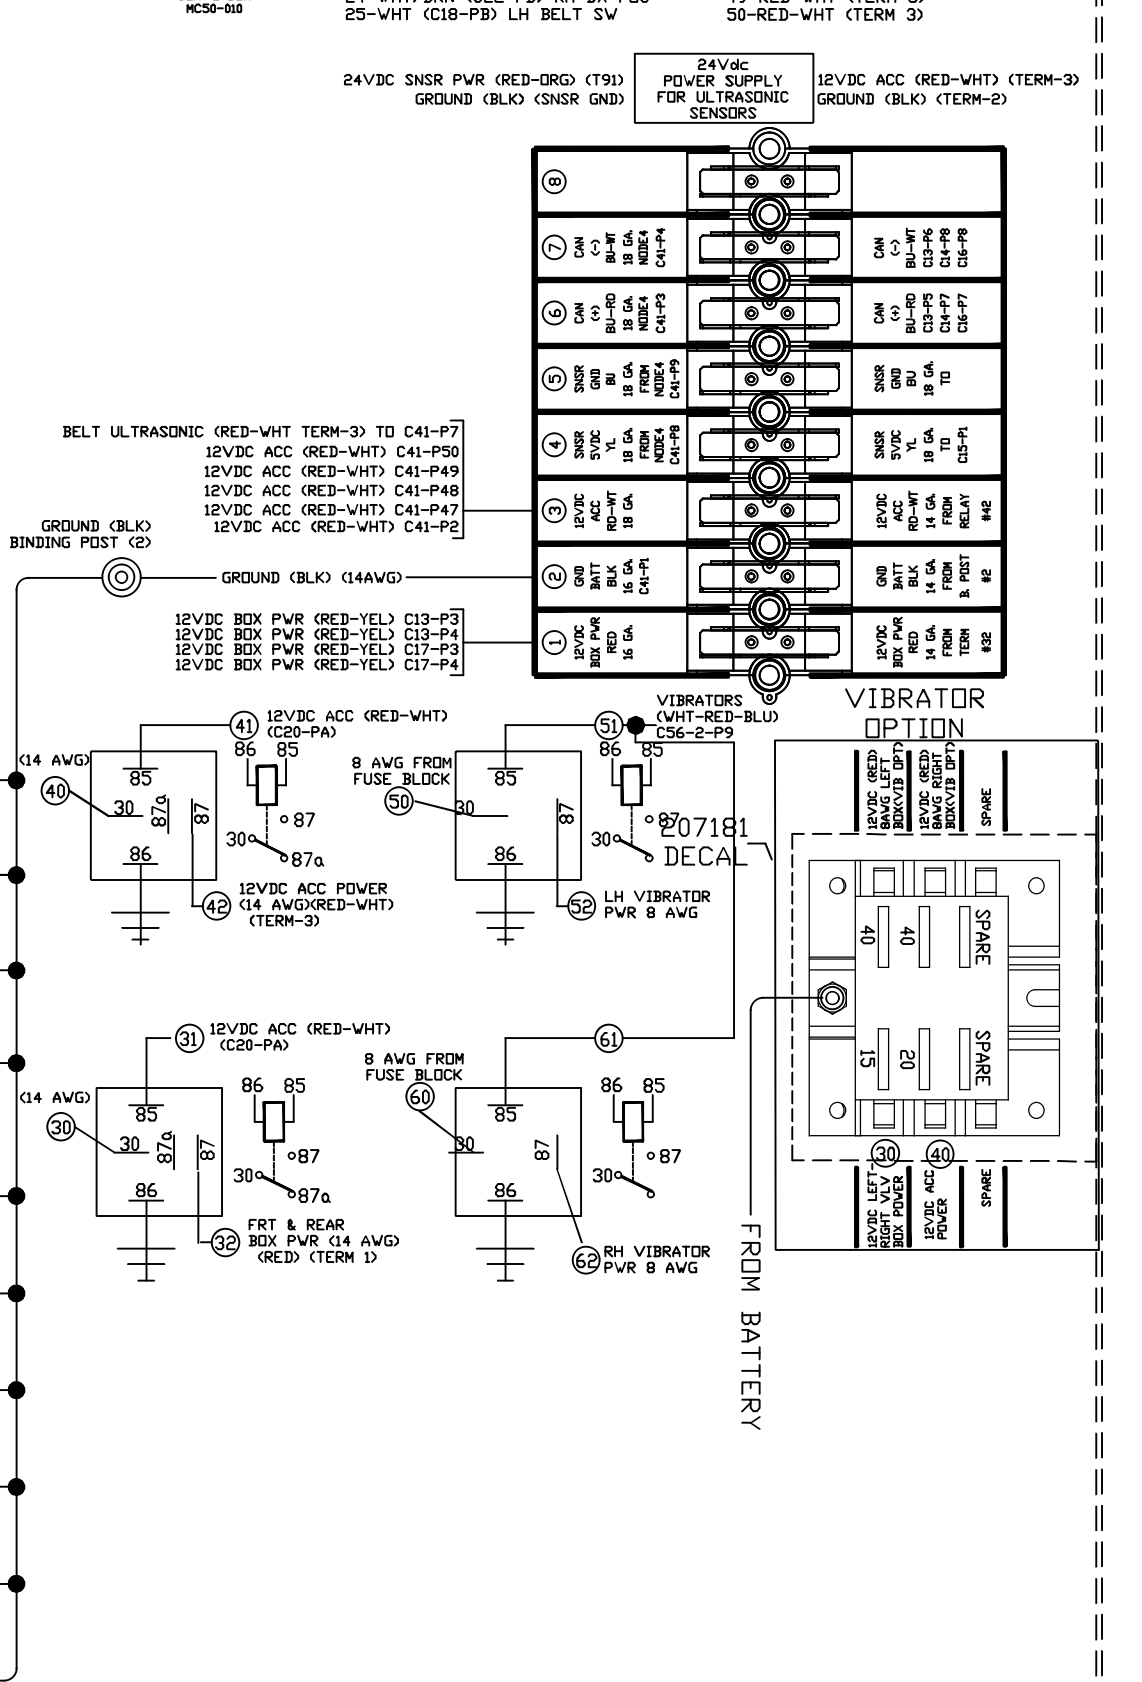 MC50-010
25-WHT (C18-PB) LH BELT SW
50-RED-WHT (TERM 3)
24VDC SNSR PWR (RED-ORG) (T91)
GROUND (BLK) (SNSR GND)
24Vdc
POWER SUPPLY
FOR ULTRASONIC
SENSORS
12VDC ACC (RED-WHT) (TERM-3)
GROUND (BLK) (TERM-2)
8
7
CAN
(-)
BU-WT
18 GA.
NODE4
C41-P4
CAN
(-)
BU-WT
C13-P6
C14-P8
C16-P8
6
CAN
(+)
BU-RD
18 GA.
NODE4
C41-P3
CAN
(+)
BU-RD
C13-P5
C14-P7
C16-P7
5
SNSR
GND
BU
18 GA.
FROM
NODE4
C41-P9
SNSR
GND
BU
18 GA.
TO
4
SNSR
5VDC
YL
18 GA.
FROM
NODE4
C41-P8
SNSR
5VDC
YL
18 GA.
TO
C15-P1
3
12VDC
ACC
RD-WT
18 GA.
12VDC
ACC
RD-WT
14 GA.
FROM
RELAY
#42
2
GND
BATT
BLK
16 GA.
C41-P1
GND
BATT
BLK
14 GA.
FROM
B. POST
#2
1
12VDC
BOX PWR
RED
16 GA.
12VDC
BOX PWR
RED
14 GA.
FROM
TERM
#32
BELT ULTRASONIC (RED-WHT TERM-3) TO C41-P7
12VDC ACC (RED-WHT) C41-P50
12VDC ACC (RED-WHT) C41-P49
12VDC ACC (RED-WHT) C41-P48
12VDC ACC (RED-WHT) C41-P47
12VDC ACC (RED-WHT) C41-P2
GROUND (BLK)
BINDING POST (2)
GROUND (BLK) (14AWG)
12VDC BOX PWR (RED-YEL) C13-P3
12VDC BOX PWR (RED-YEL) C13-P4
12VDC BOX PWR (RED-YEL) C17-P3
12VDC BOX PWR (RED-YEL) C17-P4
41
12VDC ACC (RED-WHT)
(C20-PA)
(14 AWG)
40
85
30
87a
87
86
86 85
87
30
87a
42
12VDC ACC POWER
(14 AWG)(RED-WHT)
(TERM-3)
51
VIBRATORS
(WHT-RED-BLU)
C56-2-P9
8 AWG FROM
FUSE BLOCK
50
85
30
87
86
86 85
87
30
52
LH VIBRATOR
PWR 8 AWG
207181
DECAL
31
12VDC ACC (RED-WHT)
(C20-PA)
(14 AWG)
30
85
30
87a
87
86
86 85
87
30
87a
32
FRT & REAR
BOX PWR (14 AWG)
(RED) (TERM 1)
61
8 AWG FROM
FUSE BLOCK
60
85
30
87
86
86 85
87
30
62
RH VIBRATOR
PWR 8 AWG
VIBRATOR
OPTION
12VDC (RED)
8AWG LEFT
BOX(VIB OPT)
12VDC (RED)
8AWG RIGHT
BOX(VIB OPT)
SPARE
40
40
SPARE
15
20
SPARE
30
40
12VDC LEFT-
RIGHT VLV
BOX POWER
12VDC ACC
POWER
SPARE
FROM BATTERY